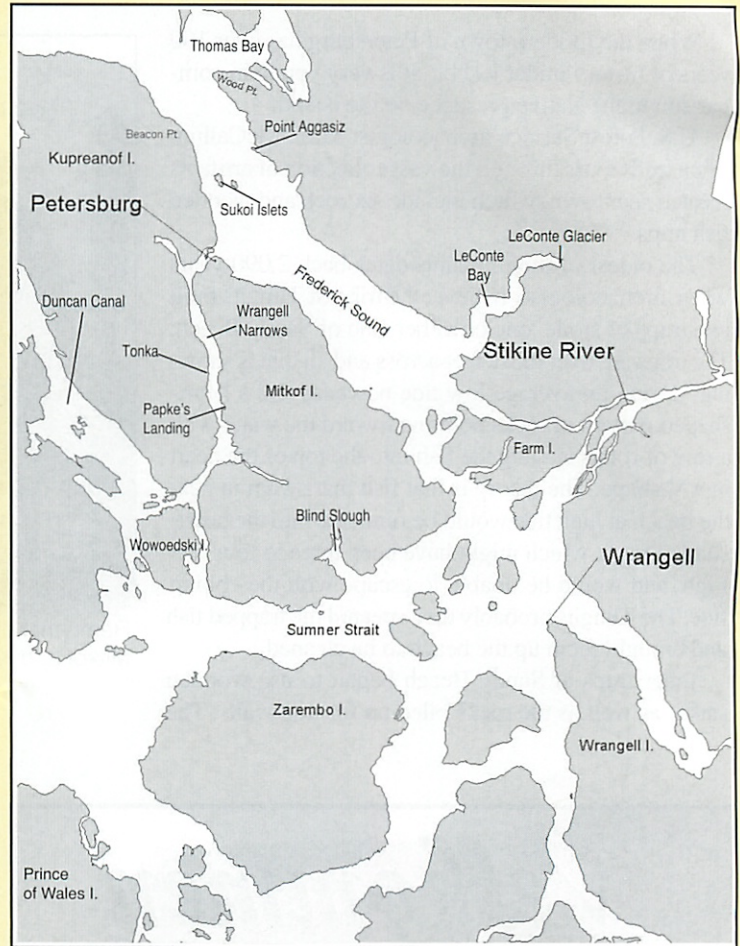 Thomas Bay
Wood Pt.
Beacon Pt.
Point Aggasiz
Kupreanof I.
Sukoi Islets
Petersburg
LeConte Glacier
LeConte
Bay
Frederick Sound
Duncan Canal
Wrangell
Narrows
Stikine River
Tonka
Mitkof I.
Papke's
Landing
Farm I.
Blind Slough
Wowoedski I.
Wrangell
Sumner Strait
Zarembo I.
Wrangell I.
Prince
of Wales I.